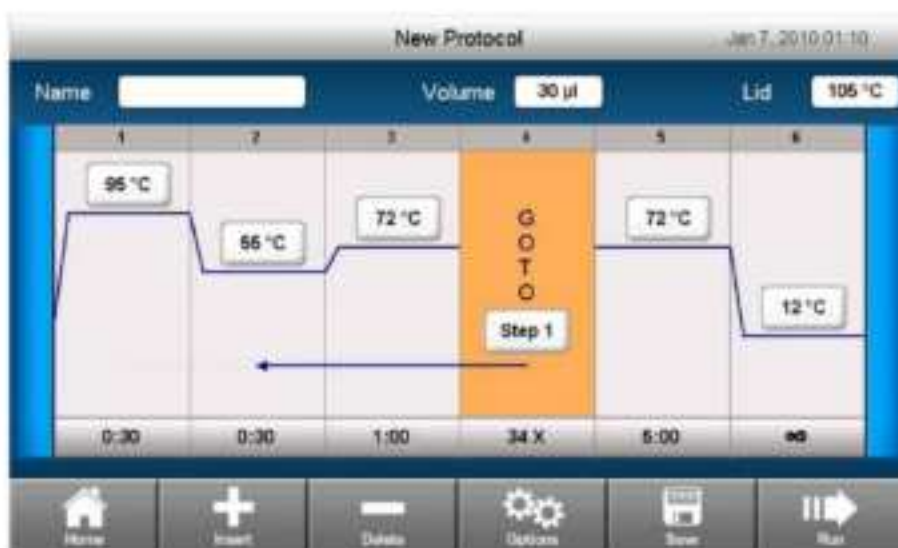 New Protocol Jan 7, 2010 01:10
Name Volume 30 µl Lid 105 °C
1 2 3 4 5 6
95 °C
55 °C
72 °C
GOTO
Step 1
72 °C
12 °C
0:30 0:30 1:00 34 X 5:00 ∞
Home Insert Delete Options Save Run